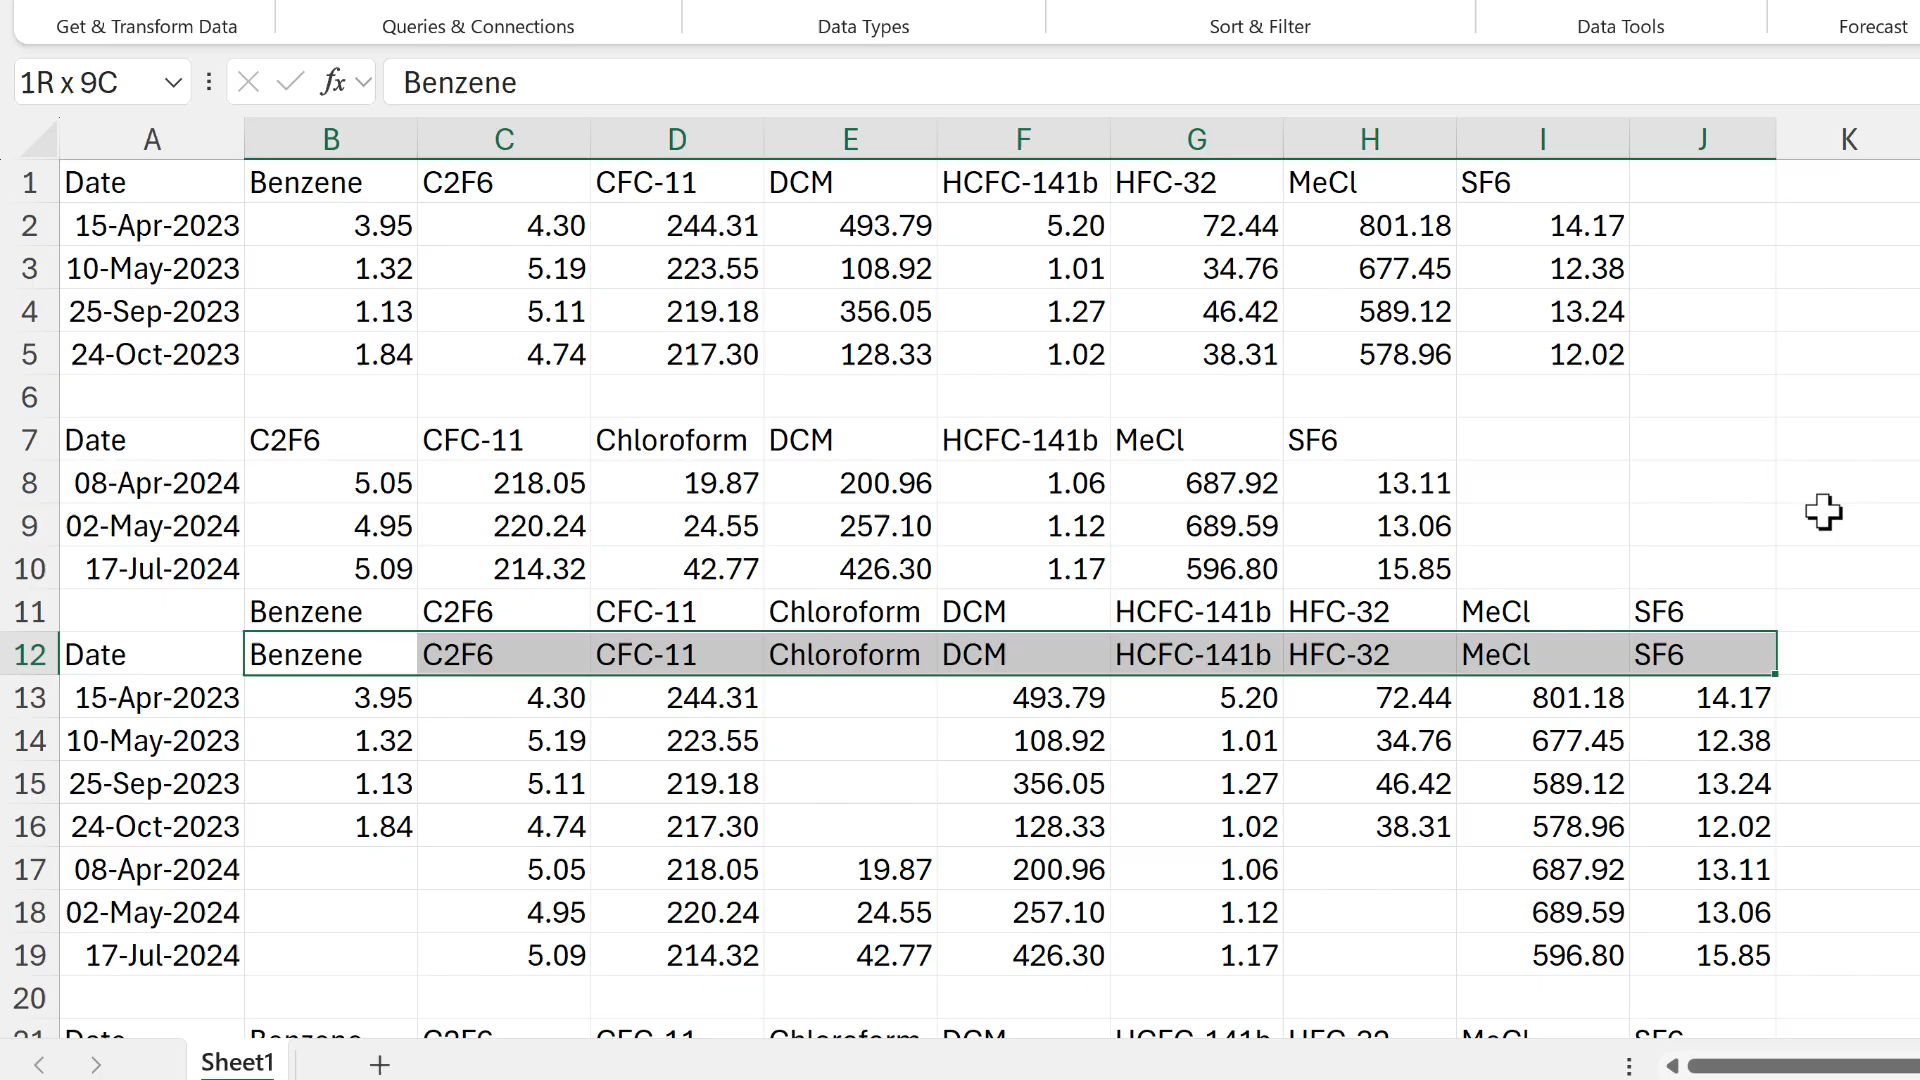 Get & Transform Data Queries & Connections Data Types Sort & Filter Data Tools Forecast
1R x 9C fx Benzene
A B C D E F G H I J K
1 Date Benzene C2F6 CFC-11 DCM HCFC-141b HFC-32 MeCl SF6
2 15-Apr-2023 3.95 4.30 244.31 493.79 5.20 72.44 801.18 14.17
3 10-May-2023 1.32 5.19 223.55 108.92 1.01 34.76 677.45 12.38
4 25-Sep-2023 1.13 5.11 219.18 356.05 1.27 46.42 589.12 13.24
5 24-Oct-2023 1.84 4.74 217.30 128.33 1.02 38.31 578.96 12.02
6
7 Date C2F6 CFC-11 Chloroform DCM HCFC-141b MeCl SF6
8 08-Apr-2024 5.05 218.05 19.87 200.96 1.06 687.92 13.11
9 02-May-2024 4.95 220.24 24.55 257.10 1.12 689.59 13.06
10 17-Jul-2024 5.09 214.32 42.77 426.30 1.17 596.80 15.85
11 Benzene C2F6 CFC-11 Chloroform DCM HCFC-141b HFC-32 MeCl SF6
12 Date Benzene C2F6 CFC-11 Chloroform DCM HCFC-141b HFC-32 MeCl SF6
13 15-Apr-2023 3.95 4.30 244.31 493.79 5.20 72.44 801.18 14.17
14 10-May-2023 1.32 5.19 223.55 108.92 1.01 34.76 677.45 12.38
15 25-Sep-2023 1.13 5.11 219.18 356.05 1.27 46.42 589.12 13.24
16 24-Oct-2023 1.84 4.74 217.30 128.33 1.02 38.31 578.96 12.02
17 08-Apr-2024 5.05 218.05 19.87 200.96 1.06 687.92 13.11
18 02-May-2024 4.95 220.24 24.55 257.10 1.12 689.59 13.06
19 17-Jul-2024 5.09 214.32 42.77 426.30 1.17 596.80 15.85
20
21 Date Benzene C2F6 CFC-11 Chloroform DCM HCFC-141b HFC-32 MeCl SF6
Sheet1